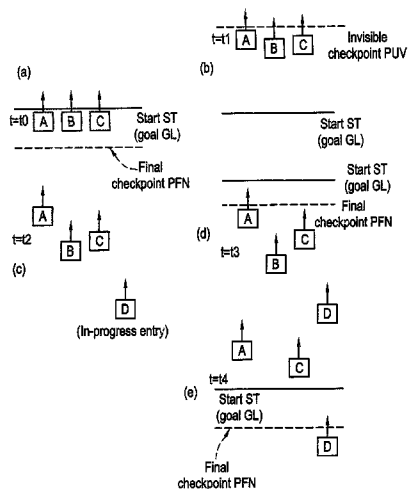 (a)
t=t0
A
B
C
Start ST
(goal GL)
Final
checkpoint PFN
t=t1
A
B
C
Invisible
checkpoint PUV
(b)
Start ST
(goal GL)
t=t2
A
B
C
(c)
D
(In-progress entry)
Start ST
(goal GL)
A
Final
checkpoint PFN
B
C
(d)
t=t3
D
A
C
t=t4
(e)
Start ST
(goal GL)
D
Final
checkpoint PFN